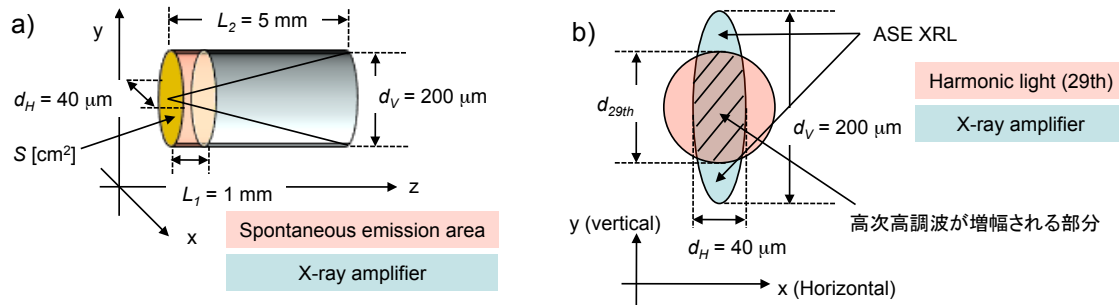 a)
L2 = 5 mm
y
dH = 40 μm
dV = 200 μm
S [cm²]
L1 = 1 mm
z
x
Spontaneous emission area
X-ray amplifier
b)
ASE XRL
Harmonic light (29th)
d29th
dV = 200 μm
X-ray amplifier
高次高調波が増幅される部分
y (vertical)
dH = 40 μm
x (Horizontal)